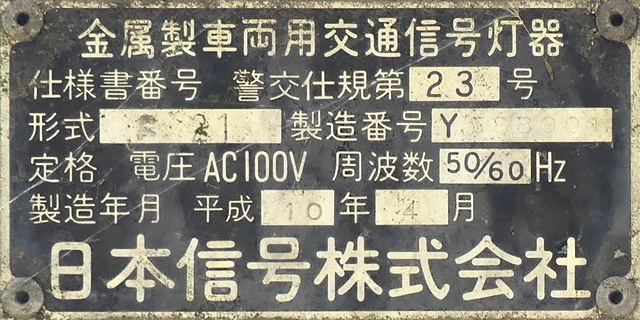 金属製車両用交通信号灯器
仕様書番号 警交仕規第 23 号
形式 21 製造番号 Y
定格 電圧 AC100V 周波数 50/60 Hz
製造年月 平成 10 年 4 月
日本信号株式会社